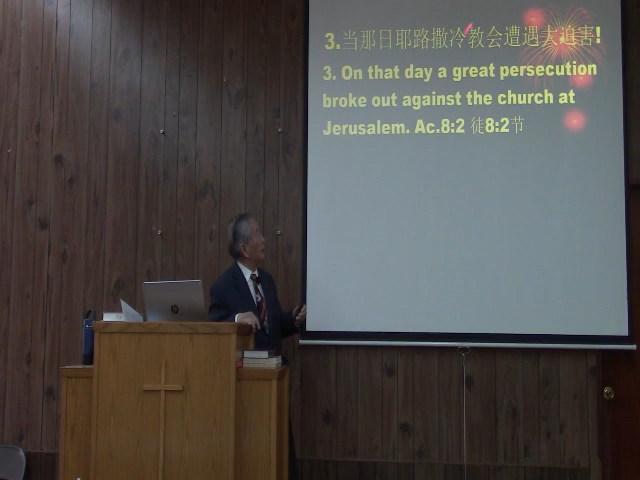 3.当那日耶路撒冷教会遭遇大迫害!
3. On that day a great persecution
broke out against the church at
Jerusalem. Ac.8:2 徒8:2节